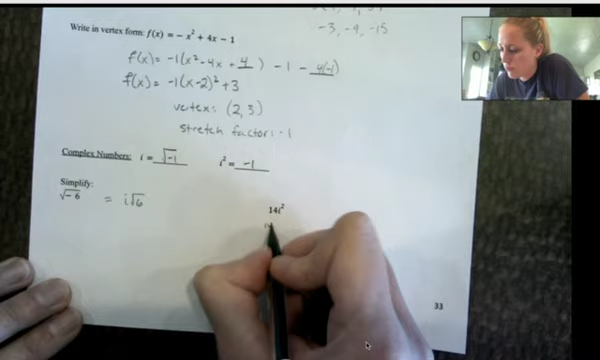 -3, -9, -15
Write in vertex form: f(x) = − x² + 4x − 1
f(x) = -1(x² - 4x + 4 ) - 1 - 4(-1)
f(x) = -1(x-2)² + 3
vertex: (2, 3)
stretch factor: -1
Complex Numbers: i = √-1 i² = -1
Simplify:
√-6 = i√6
14i²
33